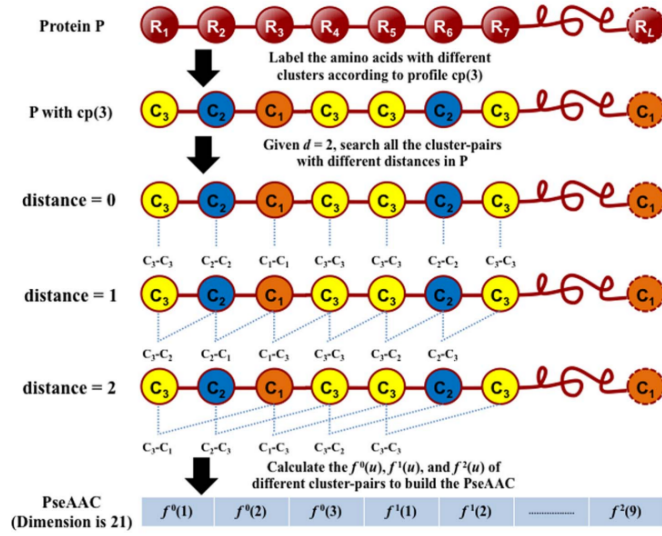 Protein P R₁ R₂ R₃ R₄ R₅ R₆ R₇ R_L
Label the amino acids with different
clusters according to profile cp(3)
P with cp(3) C₃ C₂ C₁ C₃ C₃ C₂ C₃ C₁
Given d = 2, search all the cluster-pairs
with different distances in P
distance = 0 C₃ C₂ C₁ C₃ C₃ C₂ C₃ C₁
C₃-C₃ C₂-C₂ C₁-C₁ C₃-C₃ C₃-C₃ C₂-C₂ C₃-C₃
distance = 1 C₃ C₂ C₁ C₃ C₃ C₂ C₃ C₁
C₃-C₂ C₂-C₁ C₁-C₃ C₃-C₃ C₃-C₂ C₂-C₃
distance = 2 C₃ C₂ C₁ C₃ C₃ C₂ C₃ C₁
C₃-C₁ C₂-C₃ C₁-C₃ C₃-C₂ C₃-C₃
Calculate the f⁰(u), f¹(u), and f²(u) of
different cluster-pairs to build the PseAAC
PseAAC
(Dimension is 21) f⁰(1) f⁰(2) f⁰(3) f¹(1) f¹(2) .................. f²(9)